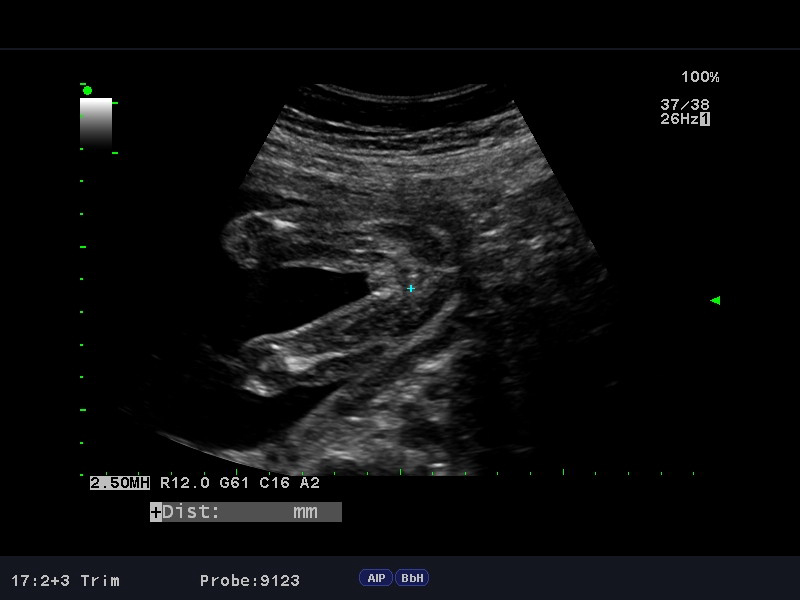 100%
37/38
26Hz1
2.50MH R12.0 G61 C16 A2
+Dist: mm
17:2+3 Trim Probe:9123 AIP BbH